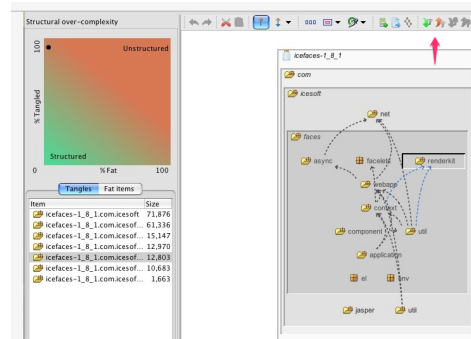 Structural over-complexity
100
Unstructured
% Tangled
Structured
0
% Fat
100
Tangles
Fat items
Item
Size
icefaces-1_8_1.com.icesoft
71,876
icefaces-1_8_1.com.icesof...
61,336
icefaces-1_8_1.com.icesof...
15,147
icefaces-1_8_1.com.icesof...
12,970
icefaces-1_8_1.com.icesof...
12,803
icefaces-1_8_1.com.icesof...
10,683
icefaces-1_8_1.com.icesof...
1,663
icefaces-1_8_1
com
icesoft
net
faces
async
facelets
renderkit
webapp
context
component
util
application
el
env
jasper
util